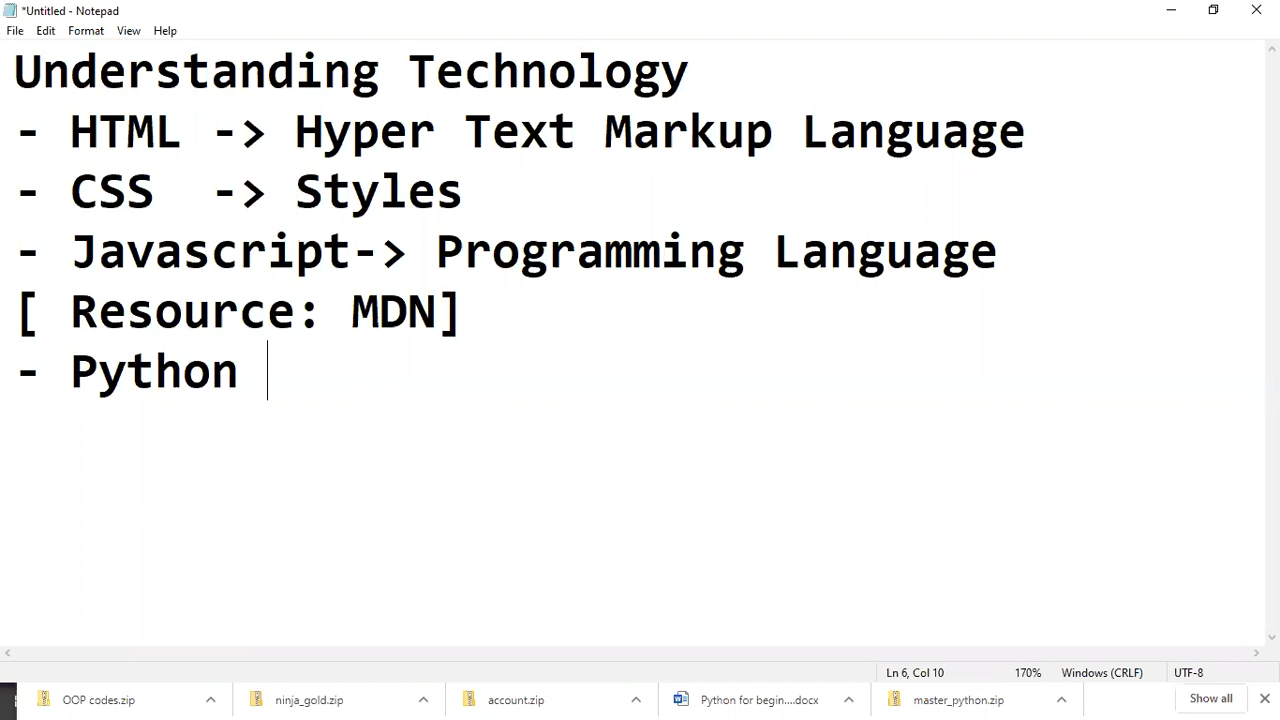 *Untitled - Notepad
File Edit Format View Help
Understanding Technology
- HTML -> Hyper Text Markup Language
- CSS  -> Styles
- Javascript-> Programming Language
[ Resource: MDN]
- Python
Ln 6, Col 10 170% Windows (CRLF) UTF-8
OOP codes.zip ninja_gold.zip account.zip Python for begin....docx master_python.zip Show all